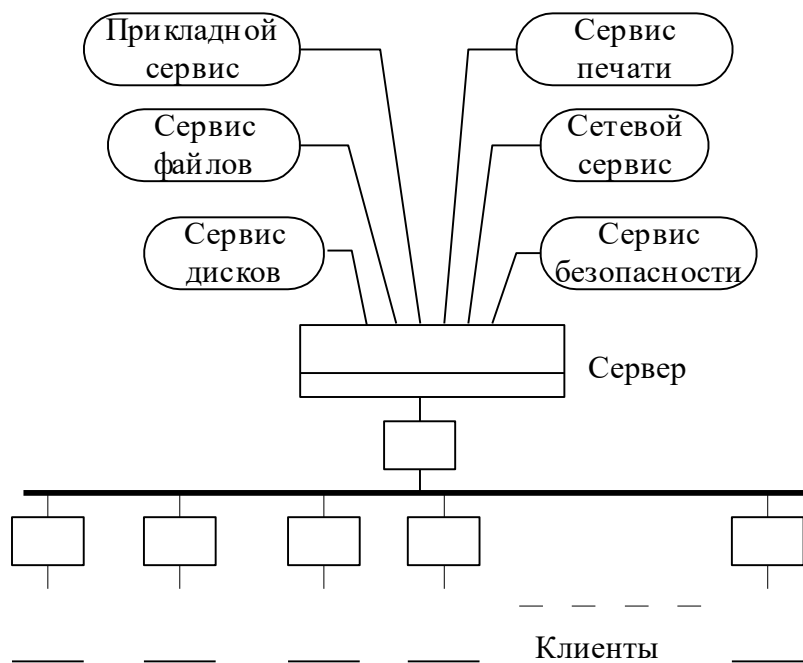 Прикладной
сервис
Сервис
печати
Сервис
файлов
Сетевой
сервис
Сервис
дисков
Сервис
безопасности
Сервер
Клиенты